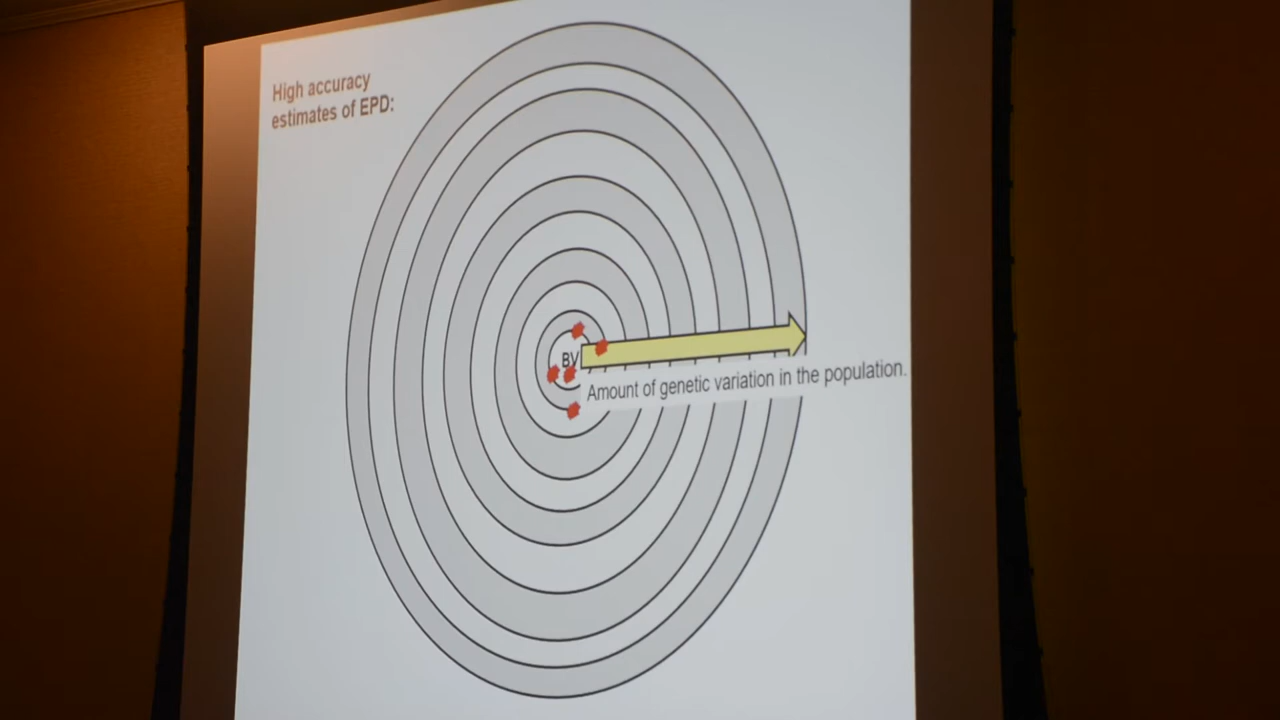 High accuracy
estimates of EPD:
BV
Amount of genetic variation in the population.